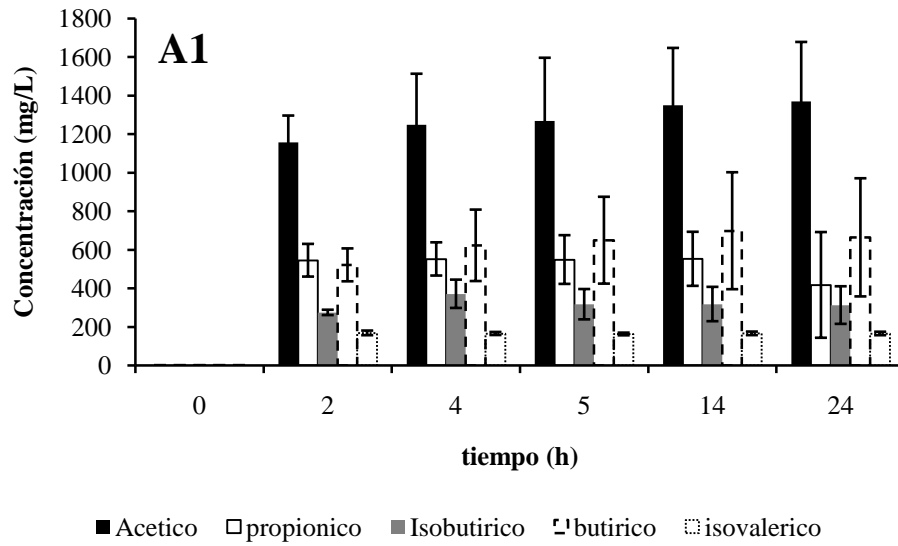 A1
Concentración (mg/L)
1800
1600
1400
1200
1000
800
600
400
200
0
0 2 4 5 14 24
tiempo (h)
Acetico propionico Isobutirico butirico isovalerico